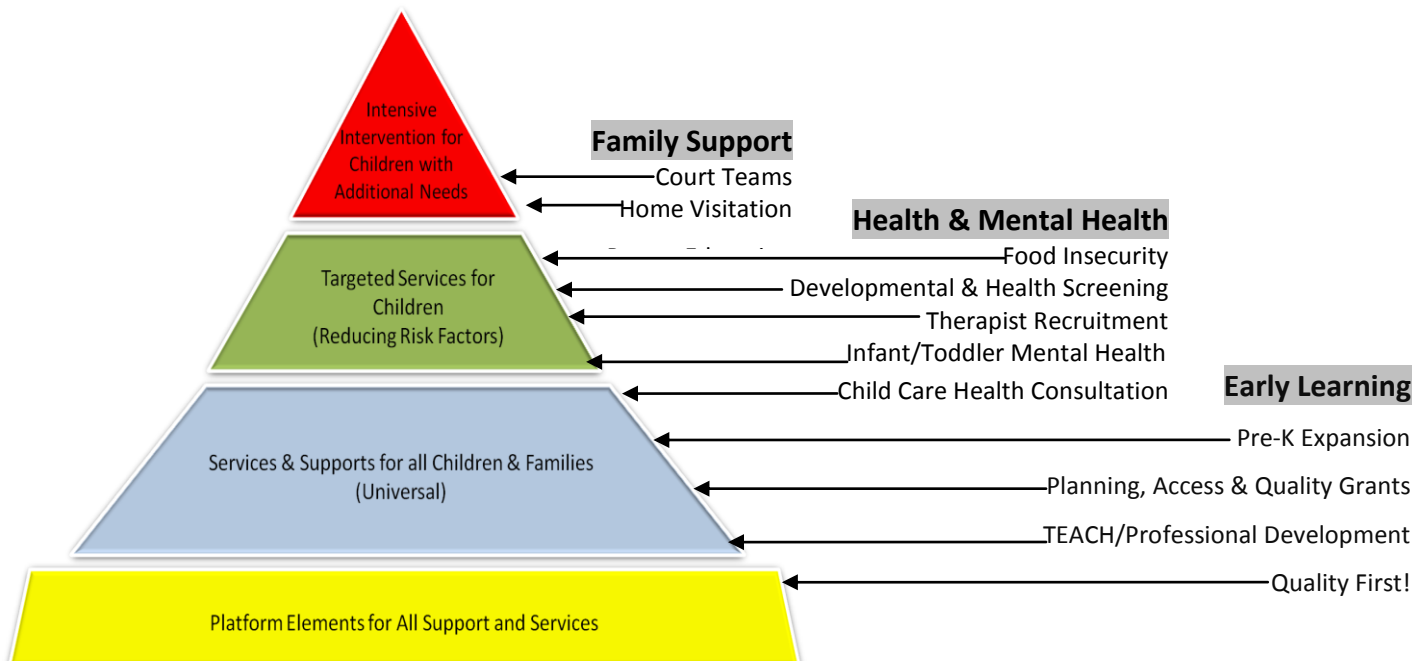 Intensive
Intervention for
Children with
Additional Needs
Family Support
Court Teams
Home Visitation
Health & Mental Health
Food Insecurity
Targeted Services for
Children
(Reducing Risk Factors)
Developmental & Health Screening
Therapist Recruitment
Infant/Toddler Mental Health
Child Care Health Consultation
Early Learning
Pre-K Expansion
Services & Supports for all Children & Families
(Universal)
Planning, Access & Quality Grants
TEACH/Professional Development
Quality First!
Platform Elements for All Support and Services